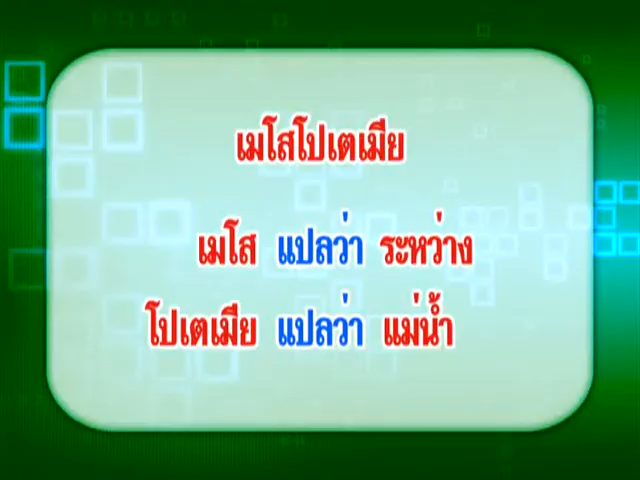 เมโสโปเตเมีย
เมโส แปลว่า ระหว่าง
โปเตเมีย แปลว่า แม่น้ำ